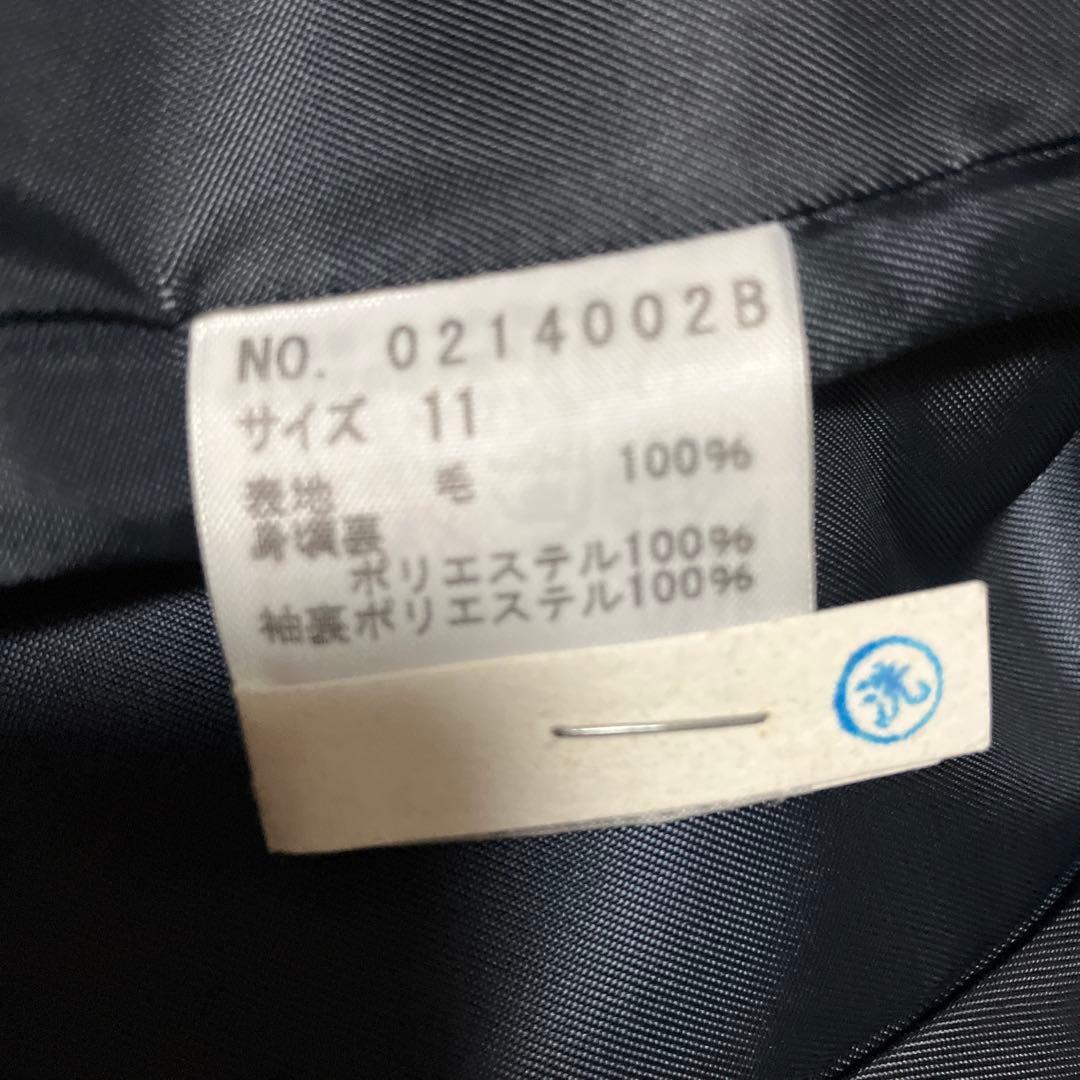 NO. 0214002B
サイズ 11
表地 毛 100%
身頃裏
ポリエステル100%
袖裏ポリエステル100%
洗